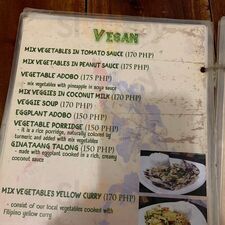 VEGAN
MIX VEGETABLES IN TOMATO SAUCE (170 PHP)
MIX VEGETABLES IN PEANUT SAUCE (175 PHP)
VEGETABLE ADOBO (175 PHP)
- mix vegetables with pineapple in soya sauce
MIX VEGGIES IN COCONUT MILK (170 PHP)
VEGGIE SOUP (170 PHP)
EGGPLANT ADOBO (150 PHP)
VEGETABLE PORRIDGE (150 PHP)
- it is a rice porridge, naturally colored by
turmeric and added with mix vegetables
GINATAANG TALONG (150 PHP)
- made eggplant cooked in a rich, creamy
coconut sauce
MIX VEGETABLES YELLOW CURRY (170 PHP)
- consist of our local vegetables cooked with
Filipino yellow curry